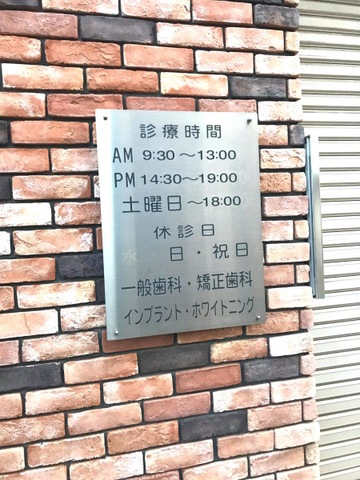 診療時間
AM 9:30～13:00
PM 14:30～19:00
土曜日～18:00
休診日
水 日・祝日
一般歯科・矯正歯科
インプラント・ホワイトニング